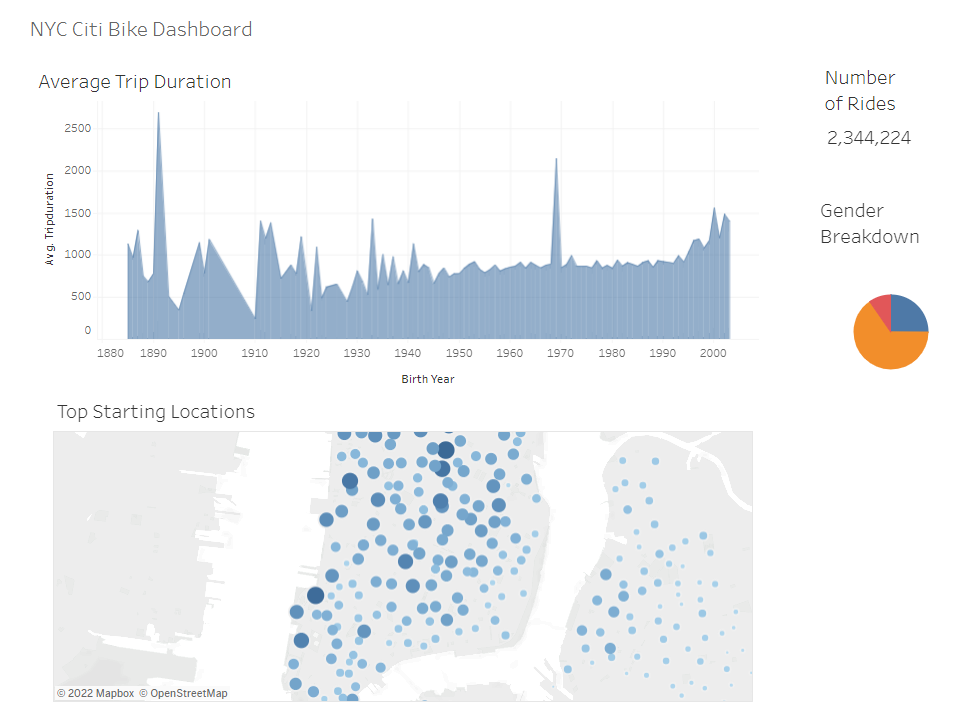 NYC Citi Bike Dashboard
Average Trip Duration
Avg. Tripduration
2500
2000
1500
1000
500
0
1880 1890 1900 1910 1920 1930 1940 1950 1960 1970 1980 1990 2000
Birth Year
Number
of Rides
2,344,224
Gender
Breakdown
Top Starting Locations
© 2022 Mapbox © OpenStreetMap